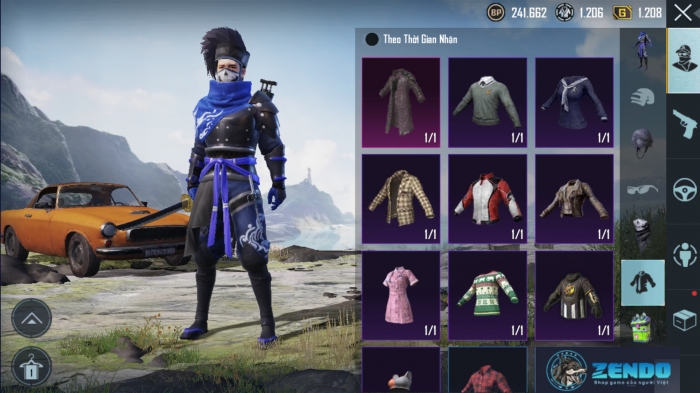 BP 241.662 1.206 G 1.208
Theo Thời Gian Nhận
1/1 1/1 1/1
1/1 1/1 1/1
1/1 1/1 1/1
ZENDO
Shop game của người Việt